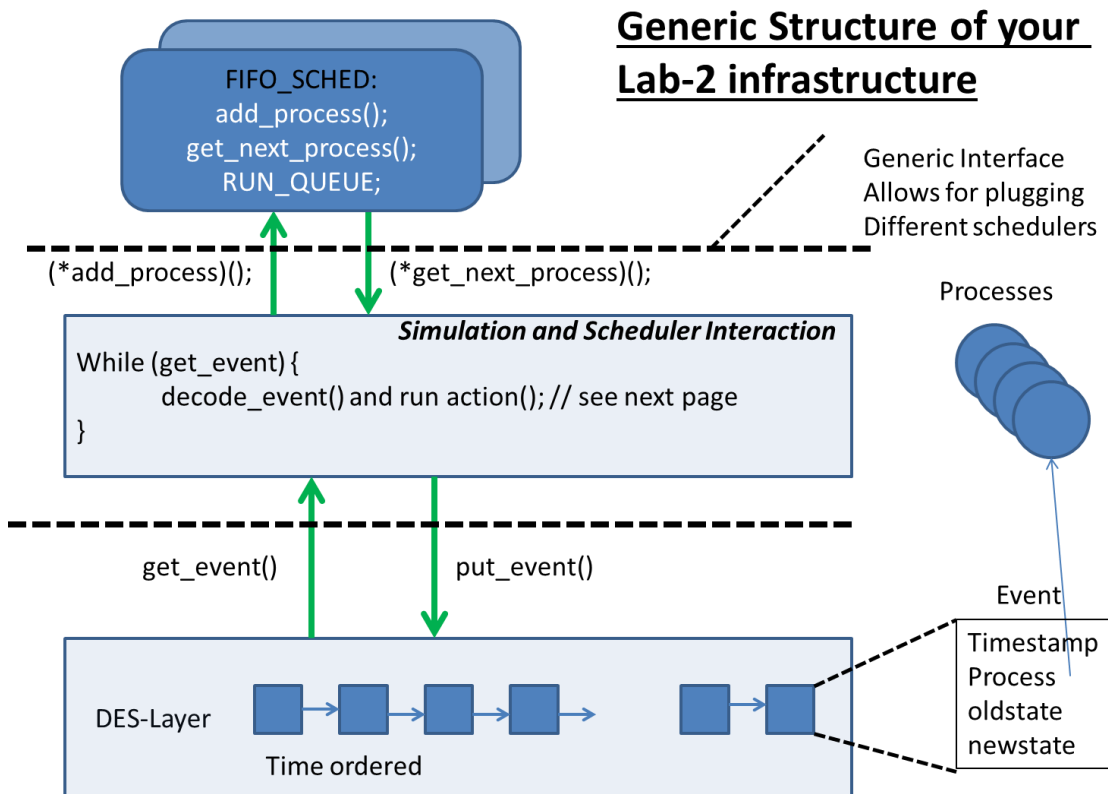 Generic Structure of your
Lab-2 infrastructure
FIFO_SCHED:
add_process();
get_next_process();
RUN_QUEUE;
Generic Interface
Allows for plugging
Different schedulers
(*add_process)();
(*get_next_process)();
Processes
Simulation and Scheduler Interaction
While (get_event) {
decode_event() and run action(); // see next page
}
get_event()
put_event()
Event
Timestamp
Process
oldstate
newstate
DES-Layer
Time ordered